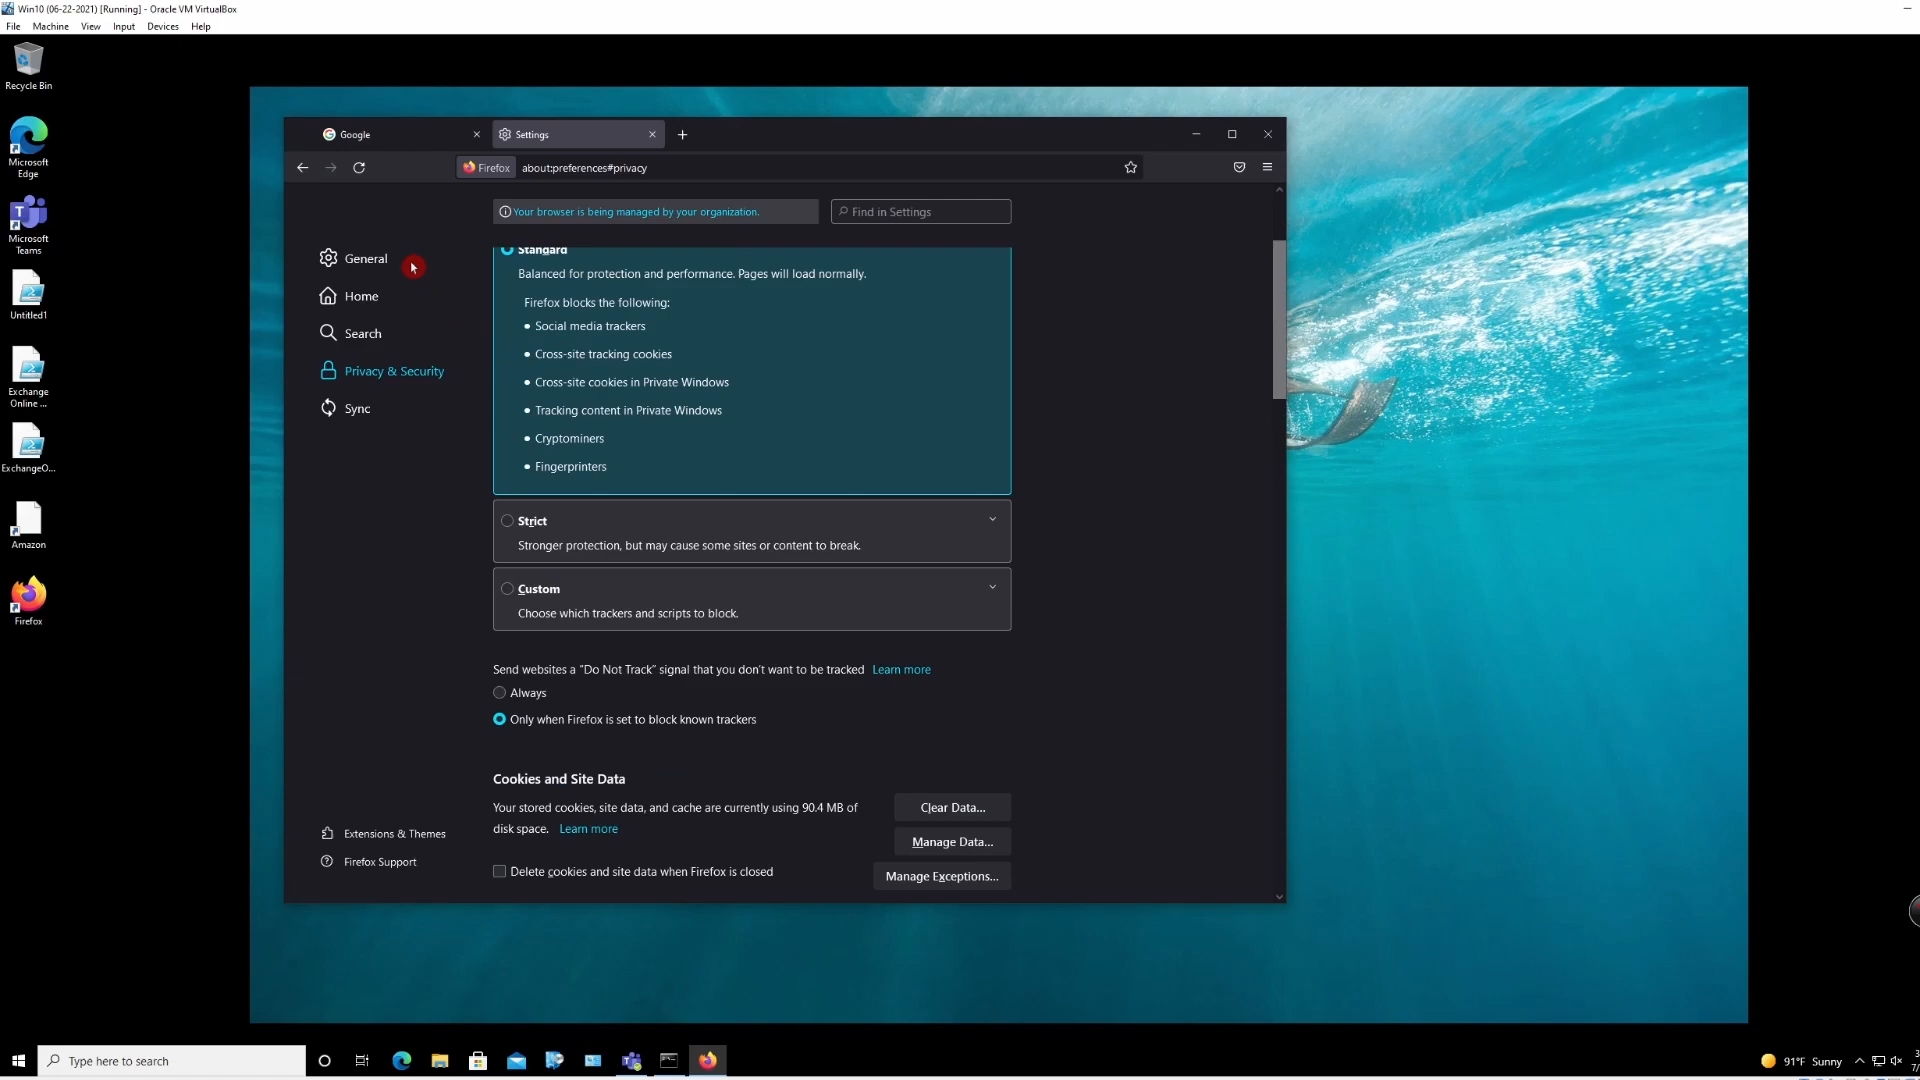 Win10 (06-22-2021) [Running] - Oracle VM VirtualBox
File Machine View Input Devices Help
Recycle Bin
Microsoft
Edge
Microsoft
Teams
Untitled1
Exchange
Online ...
ExchangeO...
Amazon
Firefox
Google
Settings
Firefox
about:preferences#privacy
Your browser is being managed by your organization.
Find in Settings
General
Home
Search
Privacy & Security
Sync
Extensions & Themes
Firefox Support
Standard
Balanced for protection and performance. Pages will load normally.
Firefox blocks the following:
Social media trackers
Cross-site tracking cookies
Cross-site cookies in Private Windows
Tracking content in Private Windows
Cryptominers
Fingerprinters
Strict
Stronger protection, but may cause some sites or content to break.
Custom
Choose which trackers and scripts to block.
Send websites a “Do Not Track” signal that you don’t want to be tracked Learn more
Always
Only when Firefox is set to block known trackers
Cookies and Site Data
Your stored cookies, site data, and cache are currently using 90.4 MB of
disk space. Learn more
Clear Data...
Manage Data...
Delete cookies and site data when Firefox is closed
Manage Exceptions...
Type here to search
91°F Sunny